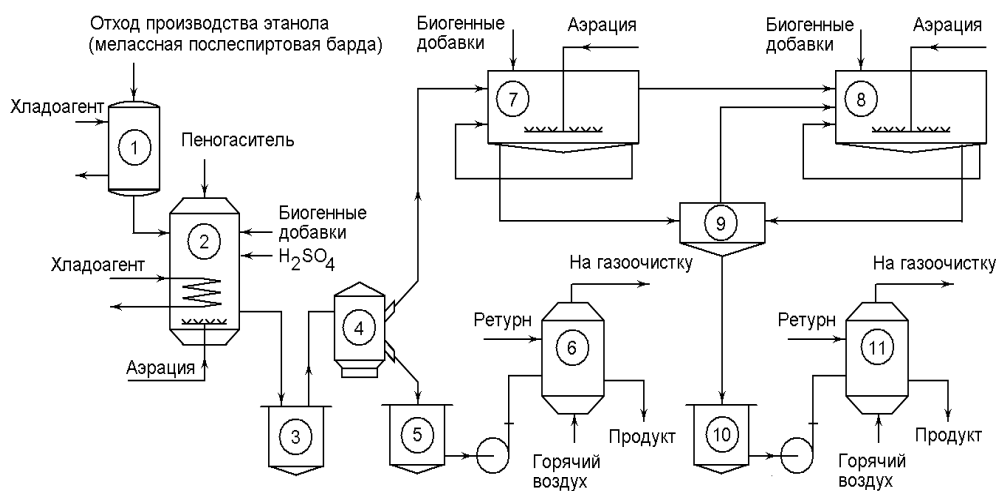 Отход производства этанола
(мелассная послеспиртовая барда)
Биогенные
добавки
Аэрация
Биогенные
добавки
Аэрация
Хладоагент
1
7
8
Пеногаситель
2
Биогенные
добавки
H2SO4
9
Хладоагент
На газоочистку
На газоочистку
4
Ретурн
6
Ретурн
11
Аэрация
3
5
10
Продукт
Продукт
Горячий
воздух
Горячий
воздух